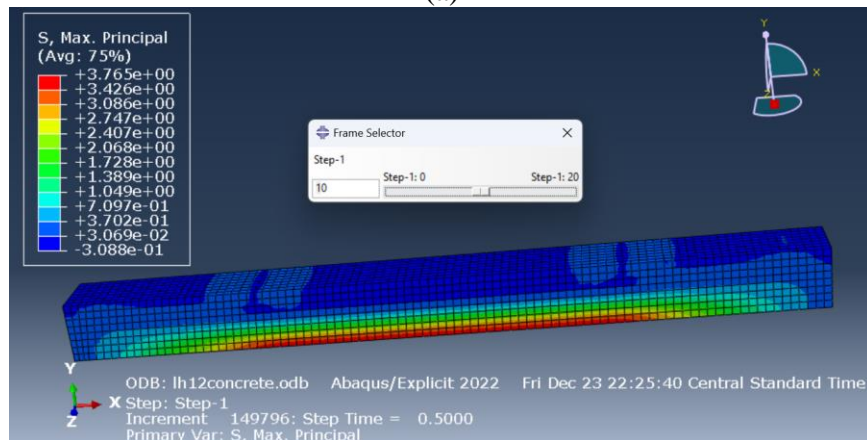 S, Max. Principal
(Avg: 75%)
+3.765e+00
+3.426e+00
+3.086e+00
+2.747e+00
+2.407e+00
+2.068e+00
+1.728e+00
+1.389e+00
+1.049e+00
+7.097e-01
+3.702e-01
+3.069e-02
-3.088e-01
Y
X
Z
Frame Selector
Step-1
Step-1: 0 Step-1: 20
10
Y
X
Z
ODB: lh12concrete.odb Abaqus/Explicit 2022 Fri Dec 23 22:25:40 Central Standard Time
Step: Step-1
Increment 149796: Step Time = 0.5000
Primary Var: S, Max. Principal